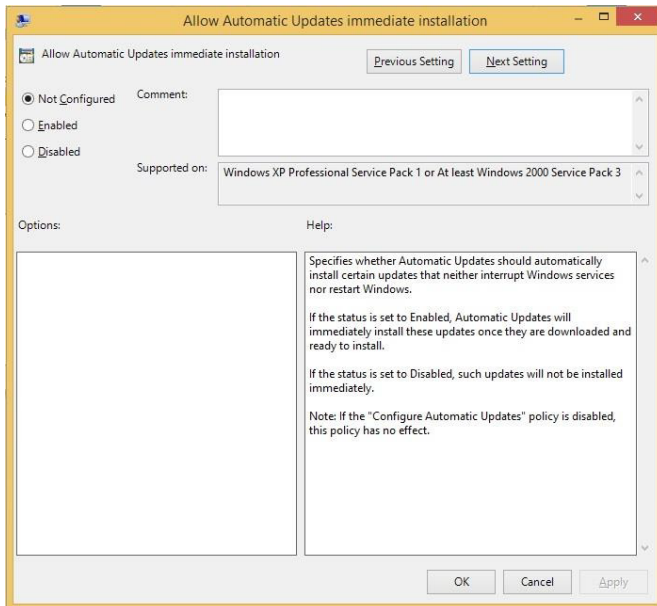 Allow Automatic Updates immediate installation
Allow Automatic Updates immediate installation
Previous Setting
Next Setting
Not Configured
Comment:
Enabled
Disabled
Supported on:
Windows XP Professional Service Pack 1 or At least Windows 2000 Service Pack 3
Options:
Help:
Specifies whether Automatic Updates should automatically
install certain updates that neither interrupt Windows services
nor restart Windows.
If the status is set to Enabled, Automatic Updates will
immediately install these updates once they are downloaded and
ready to install.
If the status is set to Disabled, such updates will not be installed
immediately.
Note: If the "Configure Automatic Updates" policy is disabled,
this policy has no effect.
OK
Cancel
Apply